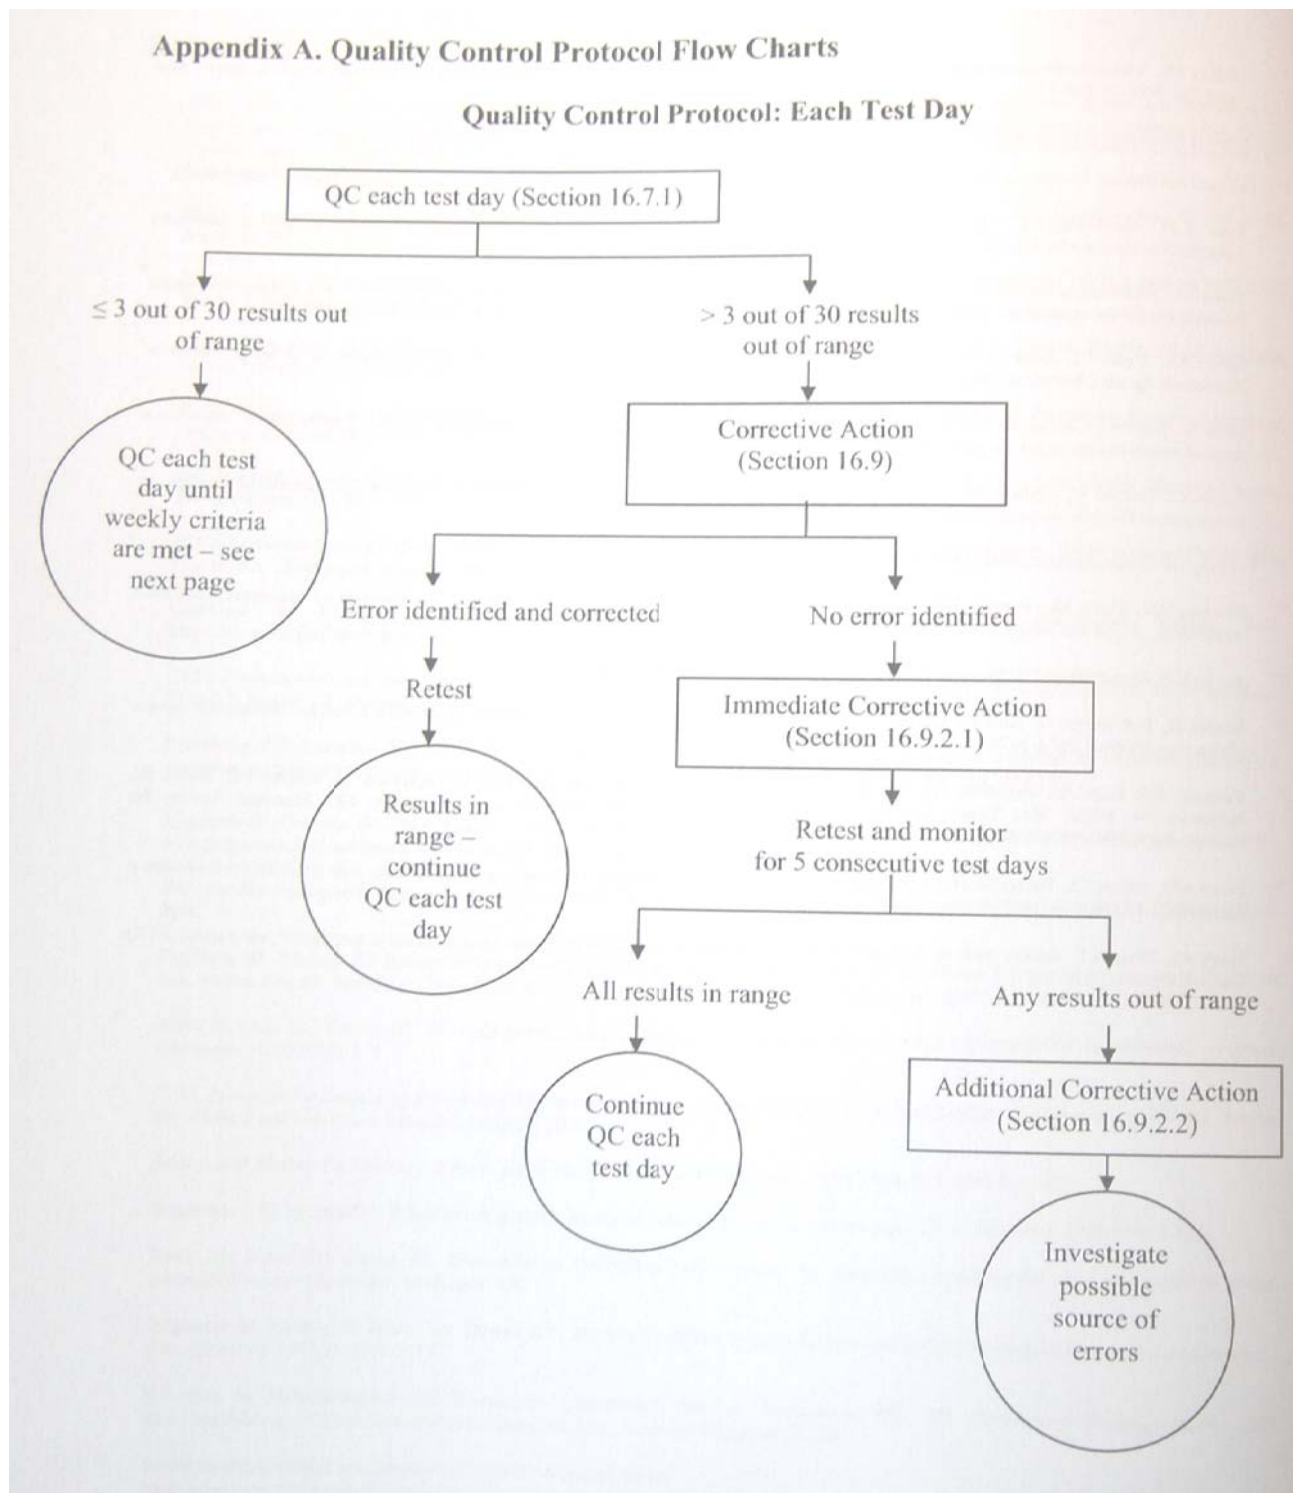 Appendix A. Quality Control Protocol Flow Charts
Quality Control Protocol: Each Test Day
QC each test day (Section 16.7.1)
≤ 3 out of 30 results out
of range
> 3 out of 30 results
out of range
QC each test
day until
weekly criteria
are met – see
next page
Corrective Action
(Section 16.9)
Error identified and corrected
No error identified
Retest
Immediate Corrective Action
(Section 16.9.2.1)
Results in
range –
continue
QC each test
day
Retest and monitor
for 5 consecutive test days
All results in range
Any results out of range
Continue
QC each
test day
Additional Corrective Action
(Section 16.9.2.2)
Investigate
possible
source of
errors